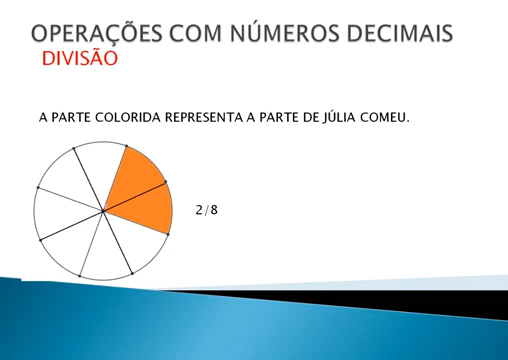 OPERAÇÕES COM NÚMEROS DECIMAIS
DIVISÃO
A PARTE COLORIDA REPRESENTA A PARTE DE JÚLIA COMEU.
2/8